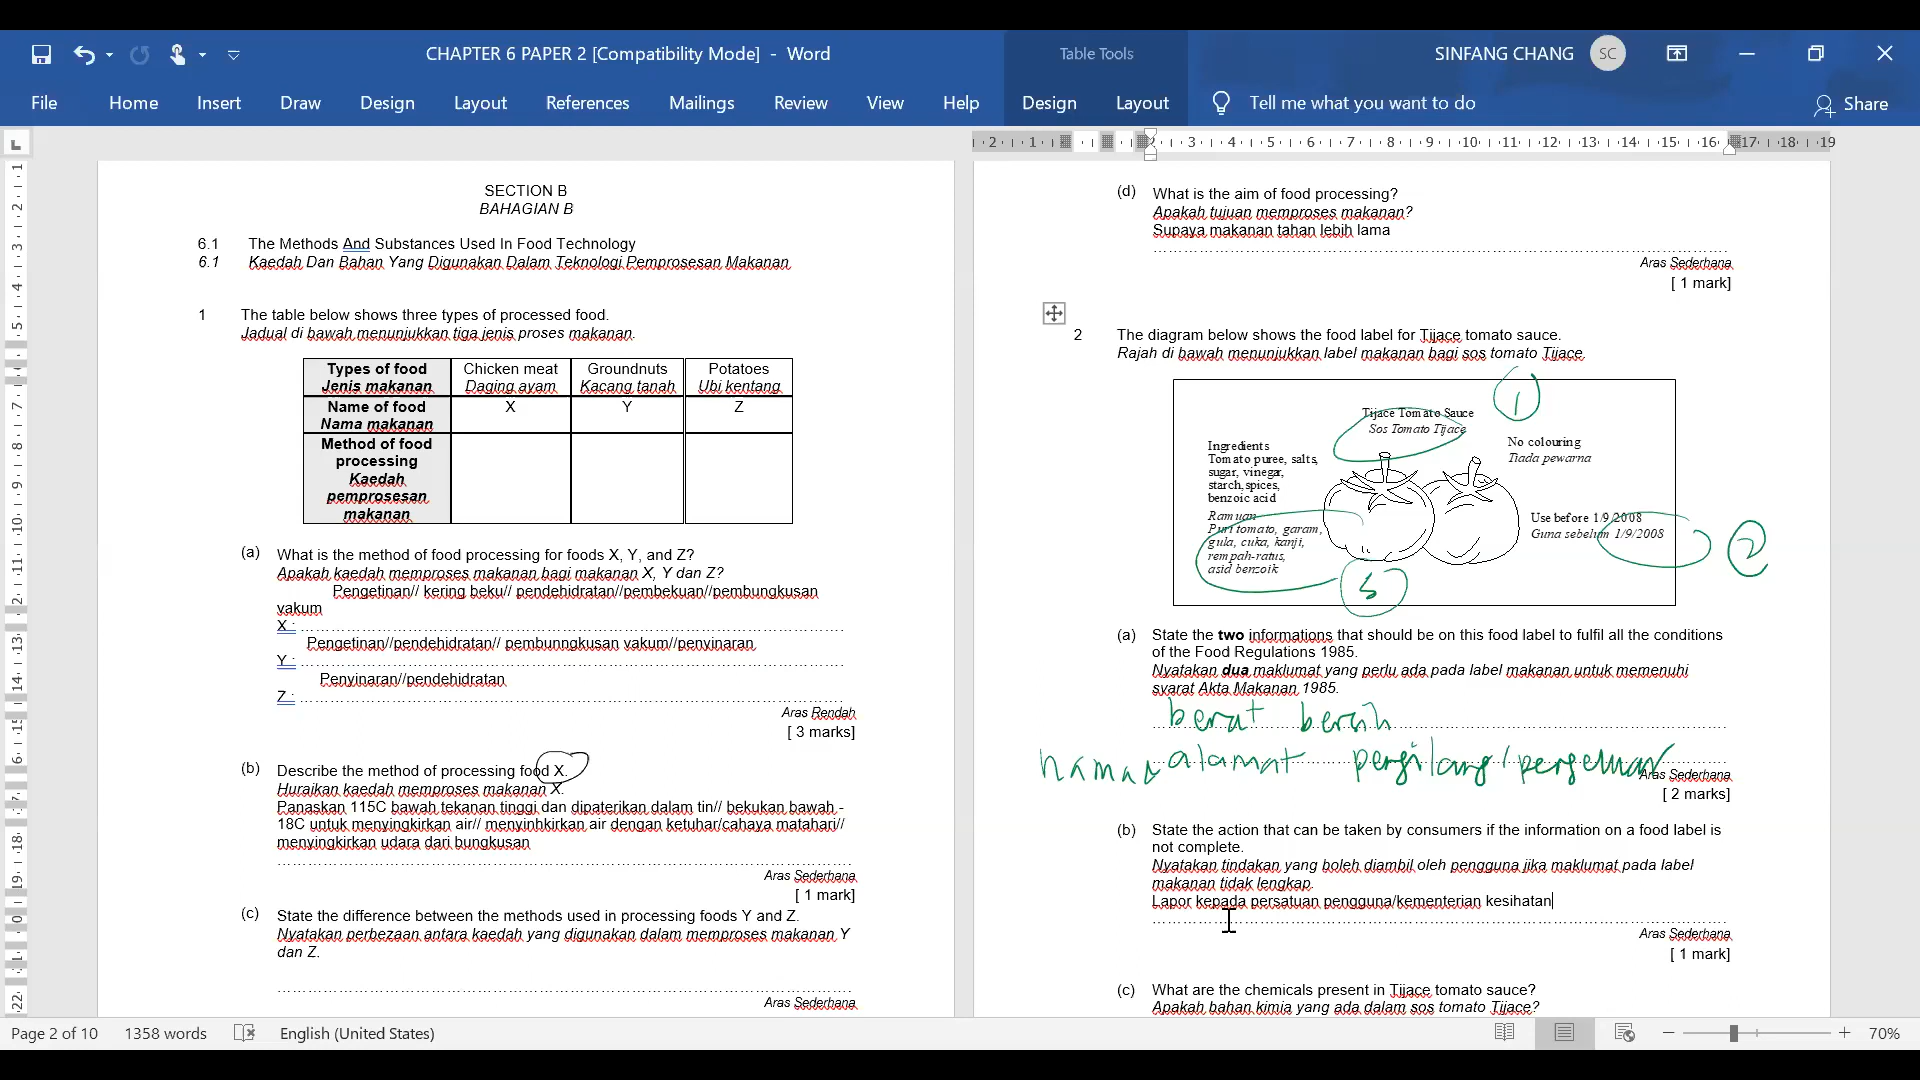 CHAPTER 6 PAPER 2 [Compatibility Mode] - Word
Table Tools
SINFANG CHANG
SC
File Home Insert Draw Design Layout References Mailings Review View Help Design Layout Tell me what you want to do Share
SECTION B
BAHAGIAN B
6.1 The Methods And Substances Used In Food Technology
6.1 Kaedah Dan Bahan Yang Digunakan Dalam Teknologi Pemprosesan Makanan
1 The table below shows three types of processed food.
Jadual di bawah menunjukkan tiga jenis proses makanan.
Types of food Chicken meat Groundnuts Potatoes
Jenis makanan Daging ayam Kacang tanah Ubi kentang
Name of food X Y Z
Nama makanan
Method of food
processing
Kaedah
pemprosesan
makanan
(a) What is the method of food processing for foods X, Y, and Z?
Apakah kaedah memproses makanan bagi makanan X, Y dan Z?
Pengetinan// kering beku// pendehidratan//pembekuan//pembungkusan
vakum
X :
Pengetinan//pendehidratan// pembunngkusan vakum//penyinaran
Y :
Penyinaran//pendehidratan
Z :
Aras Rendah
[ 3 marks]
(b) Describe the method of processing food X.
Huraikan kaedah memproses makanan X.
Panaskan 115C bawah tekanan tinggi dan dipaterikan dalam tin// bekukan bawah -
18C untuk menyingkirkan air// menyinhkirkan air dengan ketuhar/cahaya matahari//
menyingkirkan udara dari bungkusan
Aras Sederhana
[ 1 mark]
(c) State the difference between the methods used in processing foods Y and Z.
Nyatakan perbezaan antara kaedah yang digunakan dalam memproses makanan Y
dan Z.
Aras Sederhana
(d) What is the aim of food processing?
Apakah tujuan memproses makanan?
Supaya makanan tahan lebih lama
Aras Sederhana
[ 1 mark]
2 The diagram below shows the food label for Tijace tomato sauce.
Rajah di bawah menunjukkan label makanan bagi sos tomato Tijace
1
Tijace Tomato Sauce
Sos Tomato Tijace
No colouring
Tiada pewarna
Ingredients
Tomato puree, salts,
sugar, vinegar,
starch, spices,
benzoic acid
Ramuan
Puri tomato, garam,
gula, cuka, kanji,
rempah-ratus,
asid benzoik
Use before 1/9/2008
Guna sebelum 1/9/2008
2
(a) State the two informations that should be on this food label to fulfil all the conditions
of the Food Regulations 1985.
Nyatakan dua maklumat yang perlu ada pada label makanan untuk memenuhi
syarat Akta Makanan 1985.
berat bersih
alamat pengilang/pengeluar
Aras Sederhana
[ 2 marks]
(b) State the action that can be taken by consumers if the information on a food label is
not complete.
Nyatakan tindakan yang boleh diambil oleh pengguna jika maklumat pada label
makanan tidak lengkap.
Lapor kepada persatuan pengguna/kementerian kesihatan
Aras Sederhana
[ 1 mark]
(c) What are the chemicals present in Tijace tomato sauce?
Apakah bahan kimia yang ada dalam sos tomato Tijace?
Page 2 of 10 1358 words English (United States) 70%